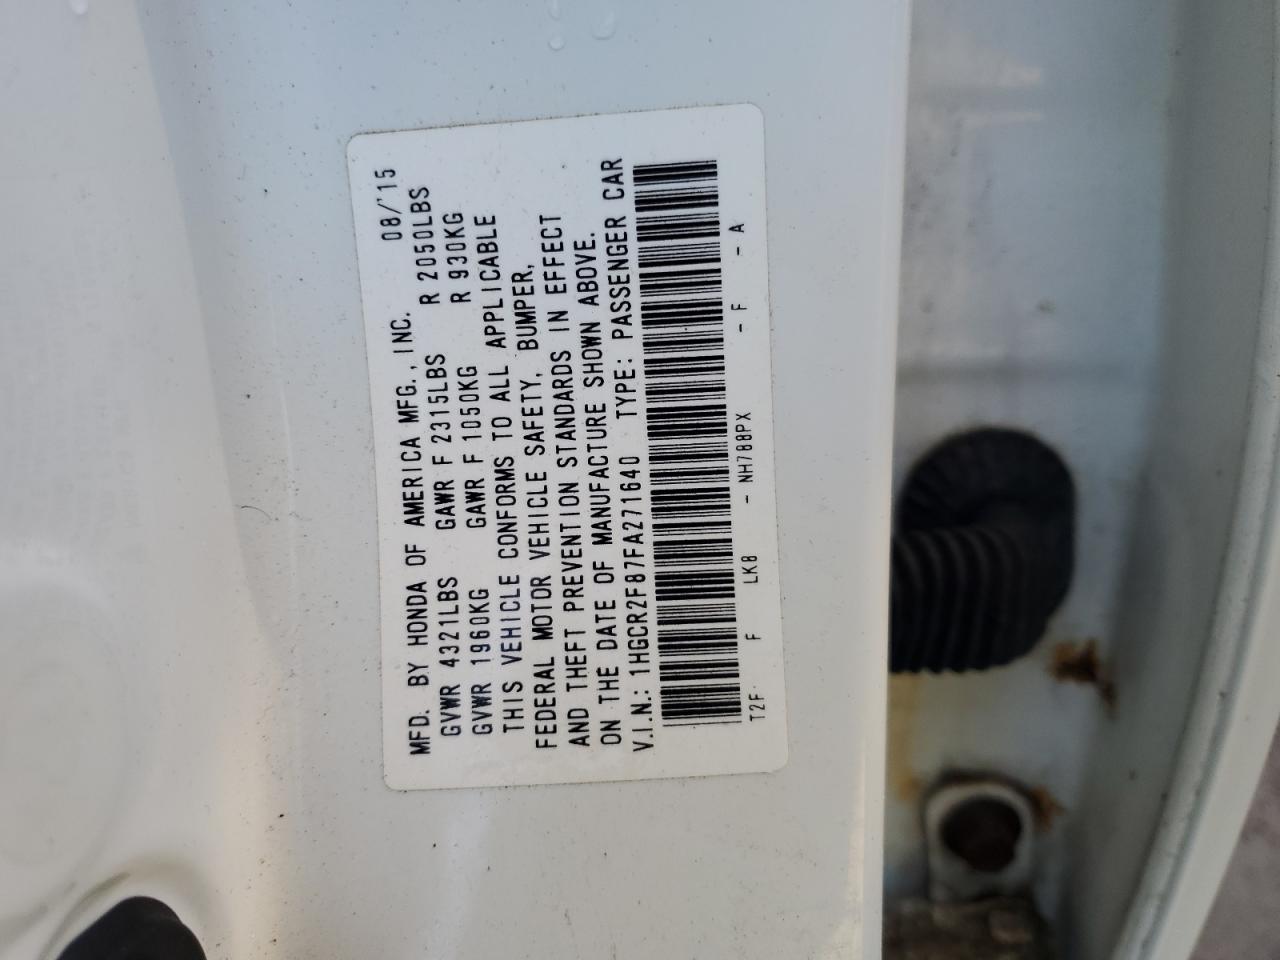 MFD. BY HONDA OF AMERICA MFG., INC. 08/'15
GVWR 4321LBS GAWR F 2315LBS R 2050LBS
GVWR 1960KG GAWR F 1050KG R 930KG
THIS VEHICLE CONFORMS TO ALL APPLICABLE
FEDERAL MOTOR VEHICLE SAFETY, BUMPER,
AND THEFT PREVENTION STANDARDS IN EFFECT
ON THE DATE OF MANUFACTURE SHOWN ABOVE.
V.I.N.: 1HGCR2F87FA271640 TYPE: PASSENGER CAR
T2F F LK8 - NH788PX - F - A